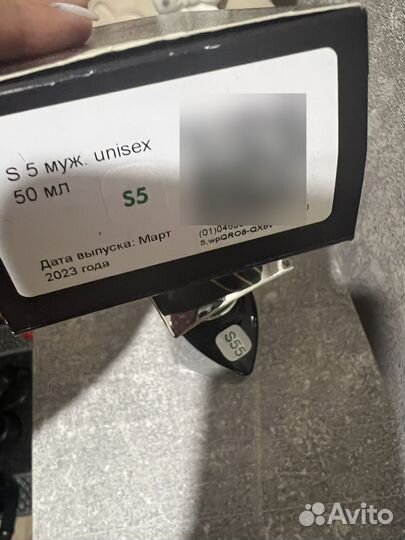 S 5 муж. unisex
50 мл
S5
Дата выпуска: Март
2023 года
S55
Avito